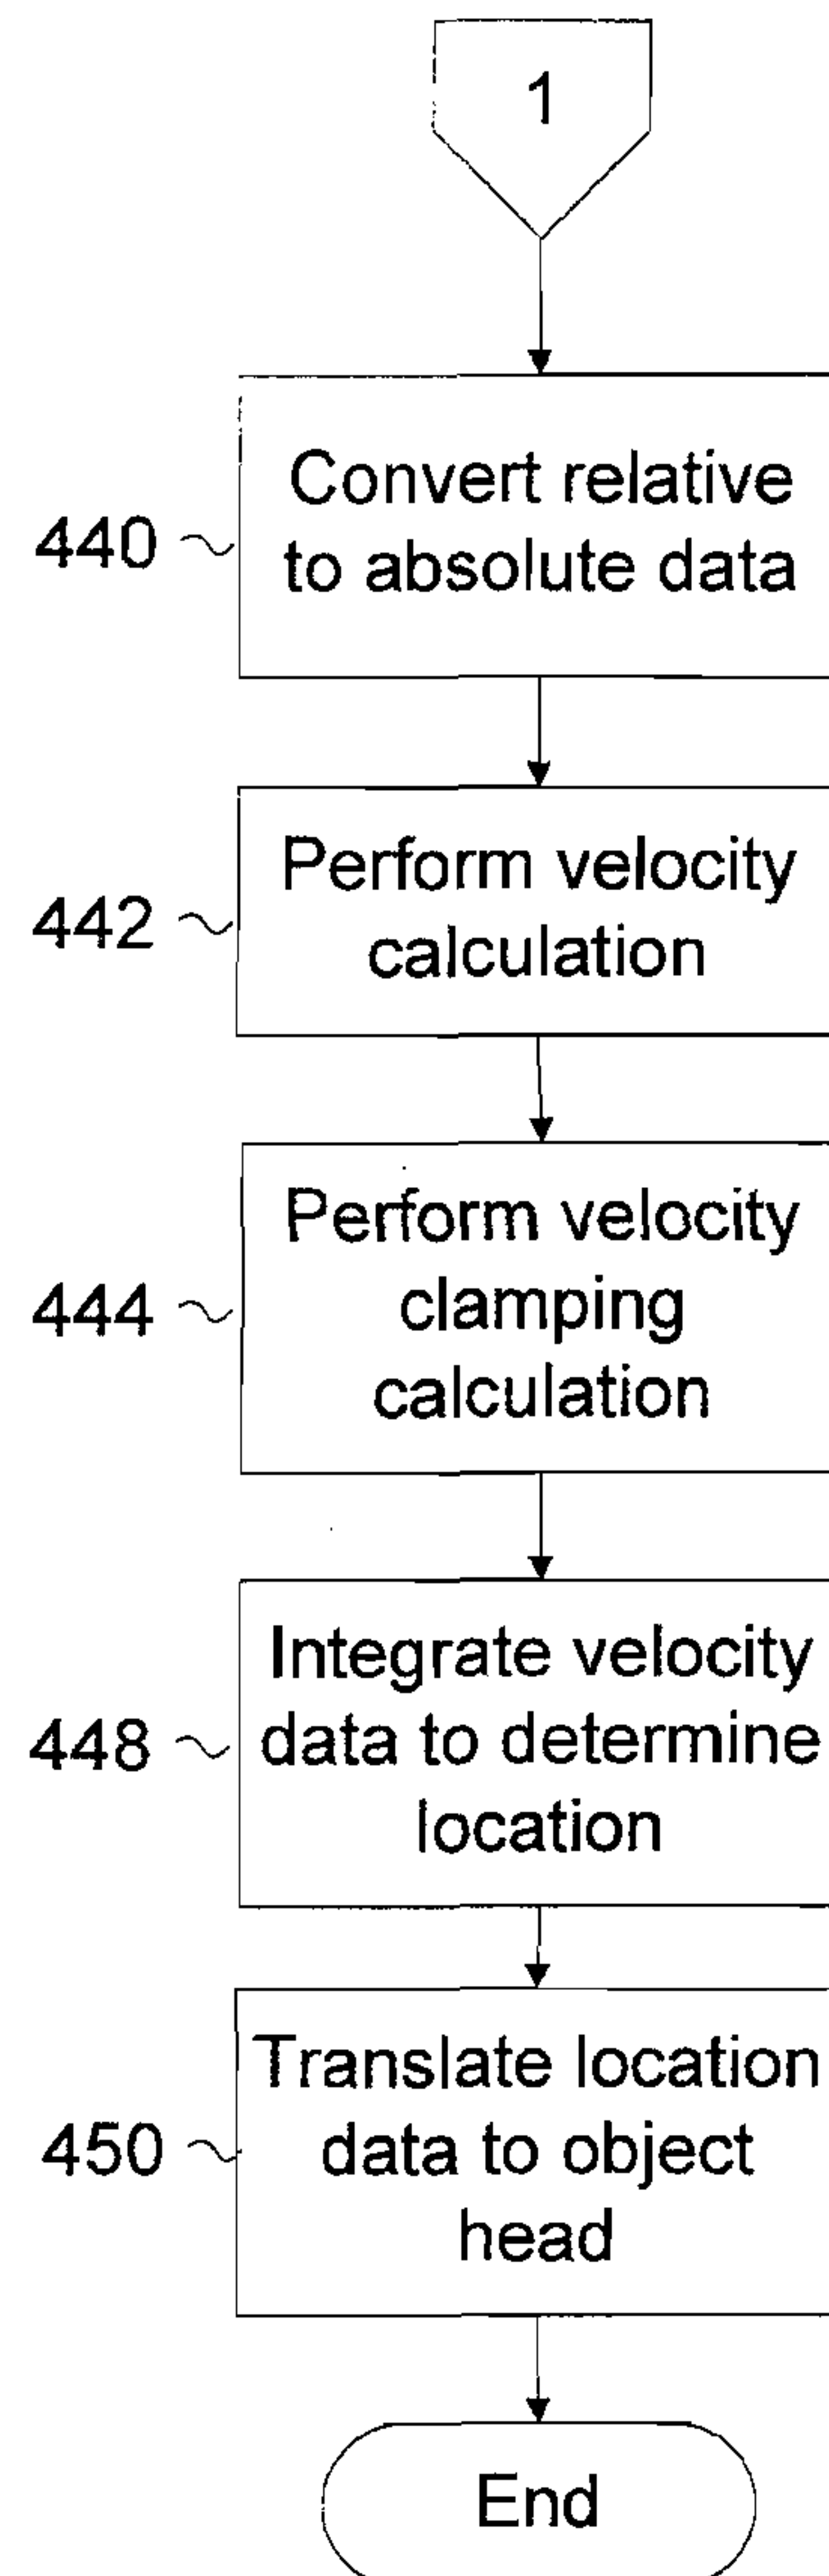 1
440
Convert relative
to absolute data
442
Perform velocity
calculation
444
Perform velocity
clamping
calculation
448
Integrate velocity
data to determine
location
450
Translate location
data to object
head
End